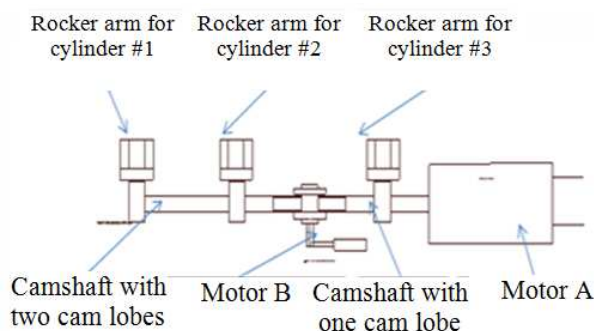 Rocker arm for
cylinder #1
Rocker arm for
cylinder #2
Rocker arm for
cylinder #3
Camshaft with
two cam lobes
Motor B
Camshaft with
one cam lobe
Motor A